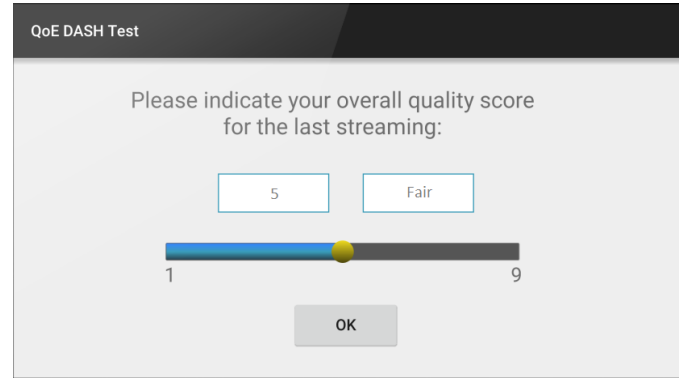 QoE DASH Test
Please indicate your overall quality score
for the last streaming:
5 Fair
1 9
OK